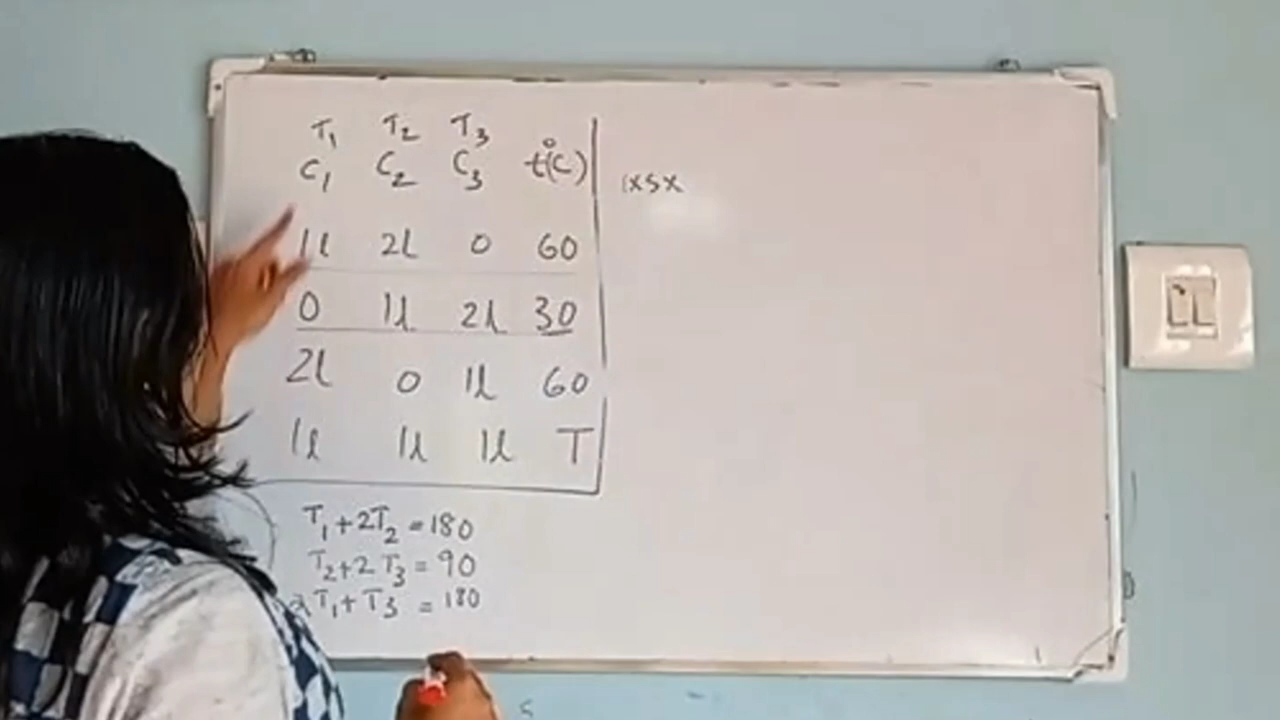 T₁ T₂ T₃
C₁ C₂ C₃ t(°C)
1l 2l 0 60
0 1l 2l 30
2l 0 1l 60
1l 1l 1l T
T₁+2T₂ = 180
T₂+2T₃ = 90
2T₁+T₃ = 180
1×s×